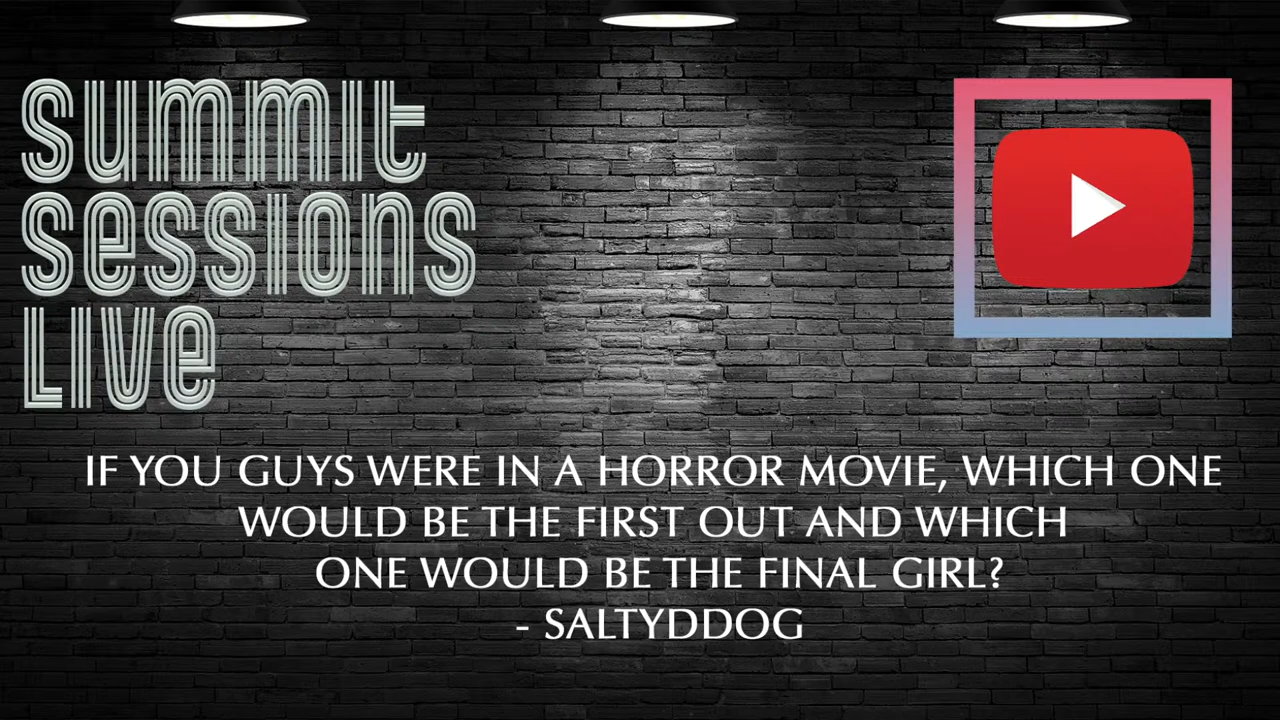 summit
sessions
Live
IF YOU GUYS WERE IN A HORROR MOVIE, WHICH ONE
WOULD BE THE FIRST OUT AND WHICH
ONE WOULD BE THE FINAL GIRL?
- SALTYDDOG